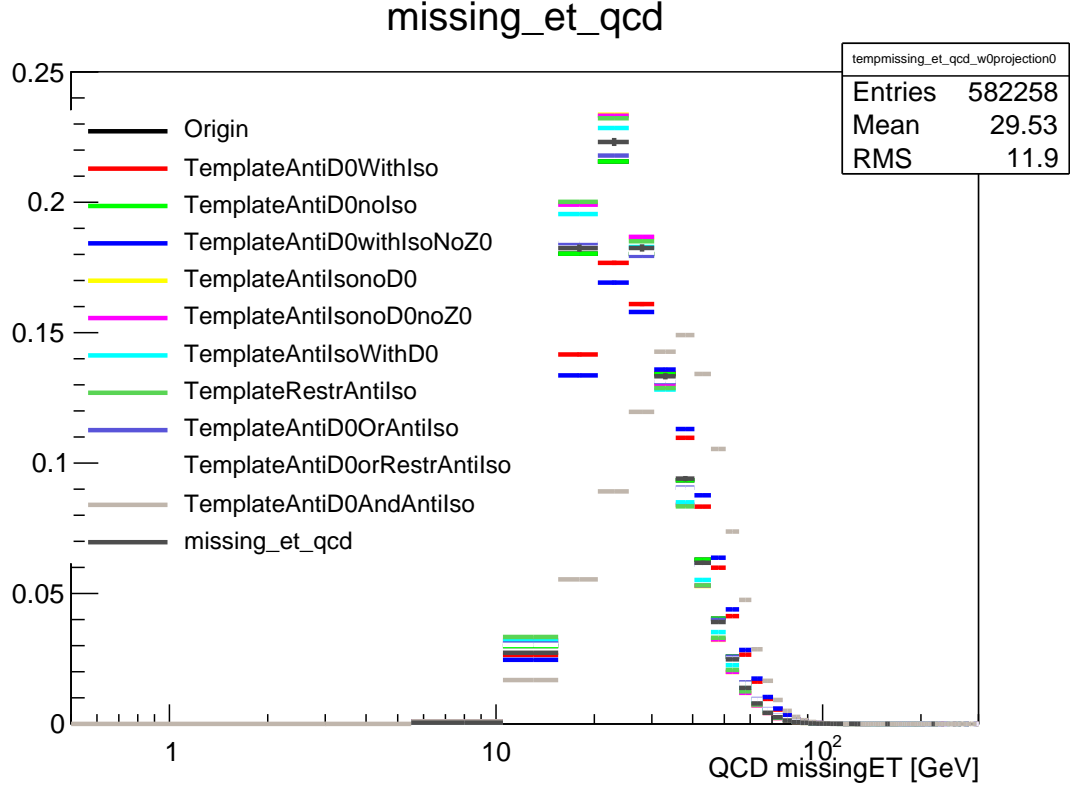 missing_et_qcd
tempmissing_et_qcd_w0projection0
Entries 582258
Mean 29.53
RMS 11.9
0.25
0.2
0.15
0.1
0.05
0
Origin
TemplateAntiD0WithIso
TemplateAntiD0noIso
TemplateAntiD0withIsoNoZ0
TemplateAntiIsonoD0
TemplateAntiIsonoD0noZ0
TemplateAntiIsoWithD0
TemplateRestrAntiIso
TemplateAntiD0OrAntiIso
TemplateAntiD0orRestrAntiIso
TemplateAntiD0AndAntiIso
missing_et_qcd
1 10 10²
QCD missingET [GeV]